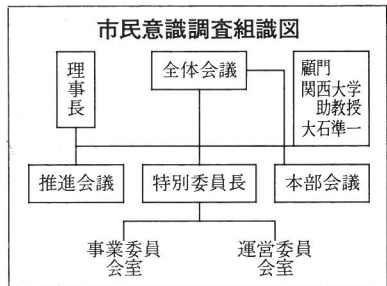 市民意識調査組識図
理事長
全体会議
顧問
関西大学
助教授
大石準一
推進会議
特別委員長
本部会議
事業委員
会室
運営委員
会室